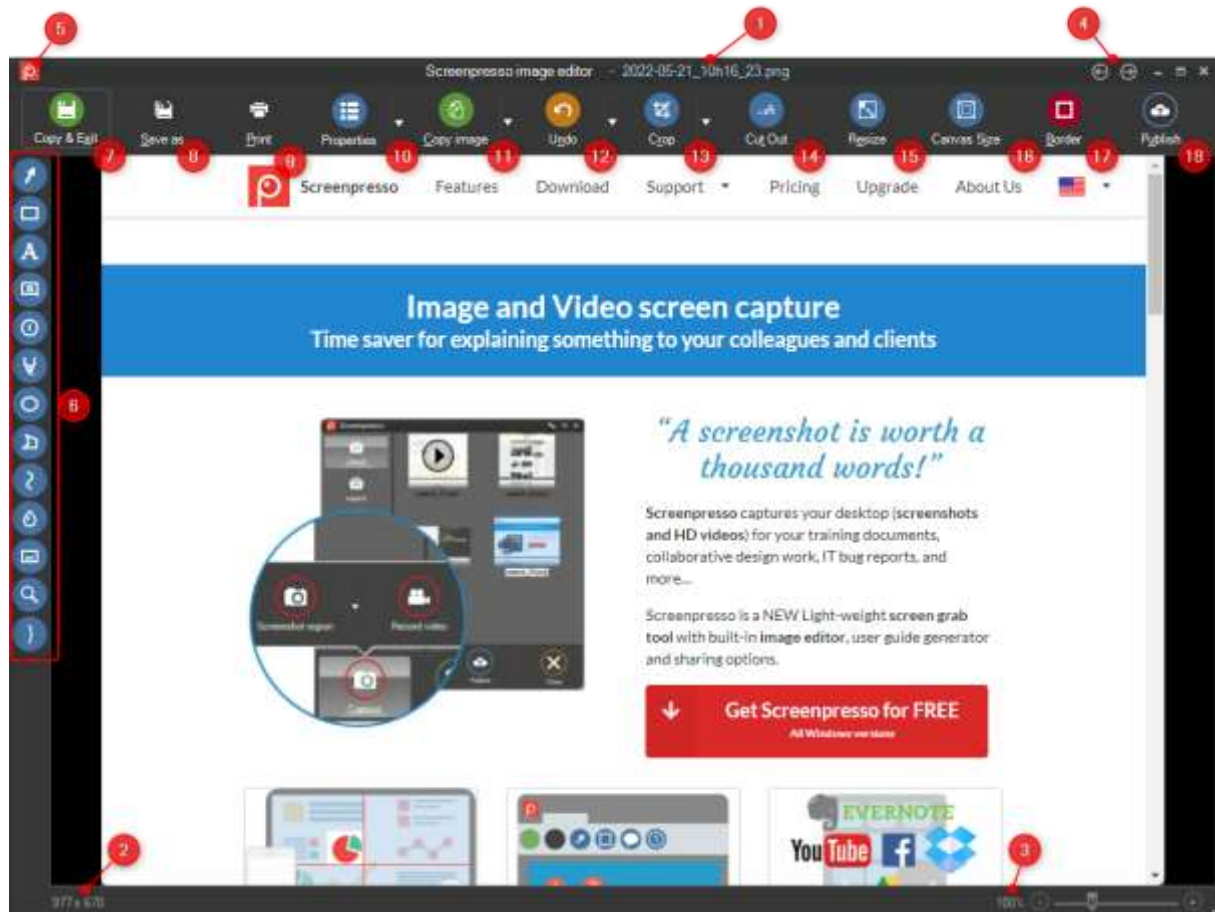 5
1
4
Screenpresso image editor - 2022-05-21_10h16_23.png
Copy & Exit
Save as
Print
Properties
Copy image
Undo
Crop
Cut Out
Resize
Canvas Size
Border
Publish
7
8
9
10
11
12
13
14
15
16
17
18
Screenpresso
Features
Download
Support
Pricing
Upgrade
About Us
A
6
Image and Video screen capture
Time saver for explaining something to your colleagues and clients
Screenpresso
Screenshot region
Record video
“A screenshot is worth a
thousand words!”
Screenpresso captures your desktop (screenshots
and HD videos) for your training documents,
collaborative design work, IT bug reports, and
more...
Screenpresso is a NEW Light-weight screen grab
tool with built-in image editor, user guide generator
and sharing options.
Get Screenpresso for FREE
All Windows versions
EVERNOTE
YouTube
2
3
977 x 670
100%